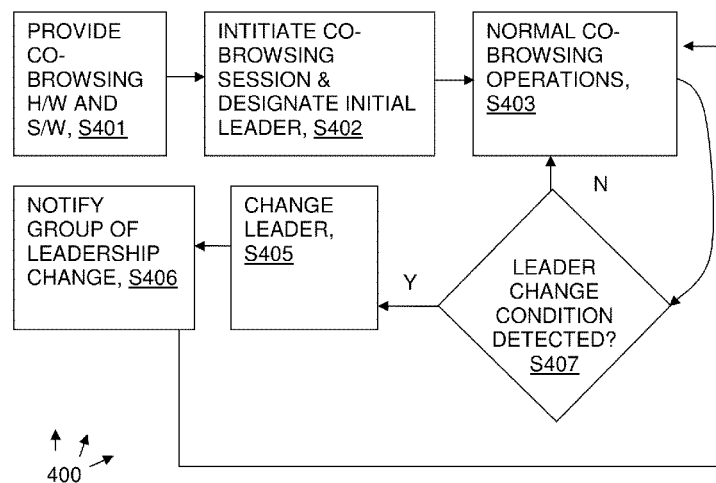 PROVIDE
CO-
BROWSING
H/W AND
S/W, S401
INTITIATE CO-
BROWSING
SESSION &
DESIGNATE INITIAL
LEADER, S402
NORMAL CO-
BROWSING
OPERATIONS,
S403
NOTIFY
GROUP OF
LEADERSHIP
CHANGE, S406
CHANGE
LEADER,
S405
Y
N
LEADER
CHANGE
CONDITION
DETECTED?
S407
400